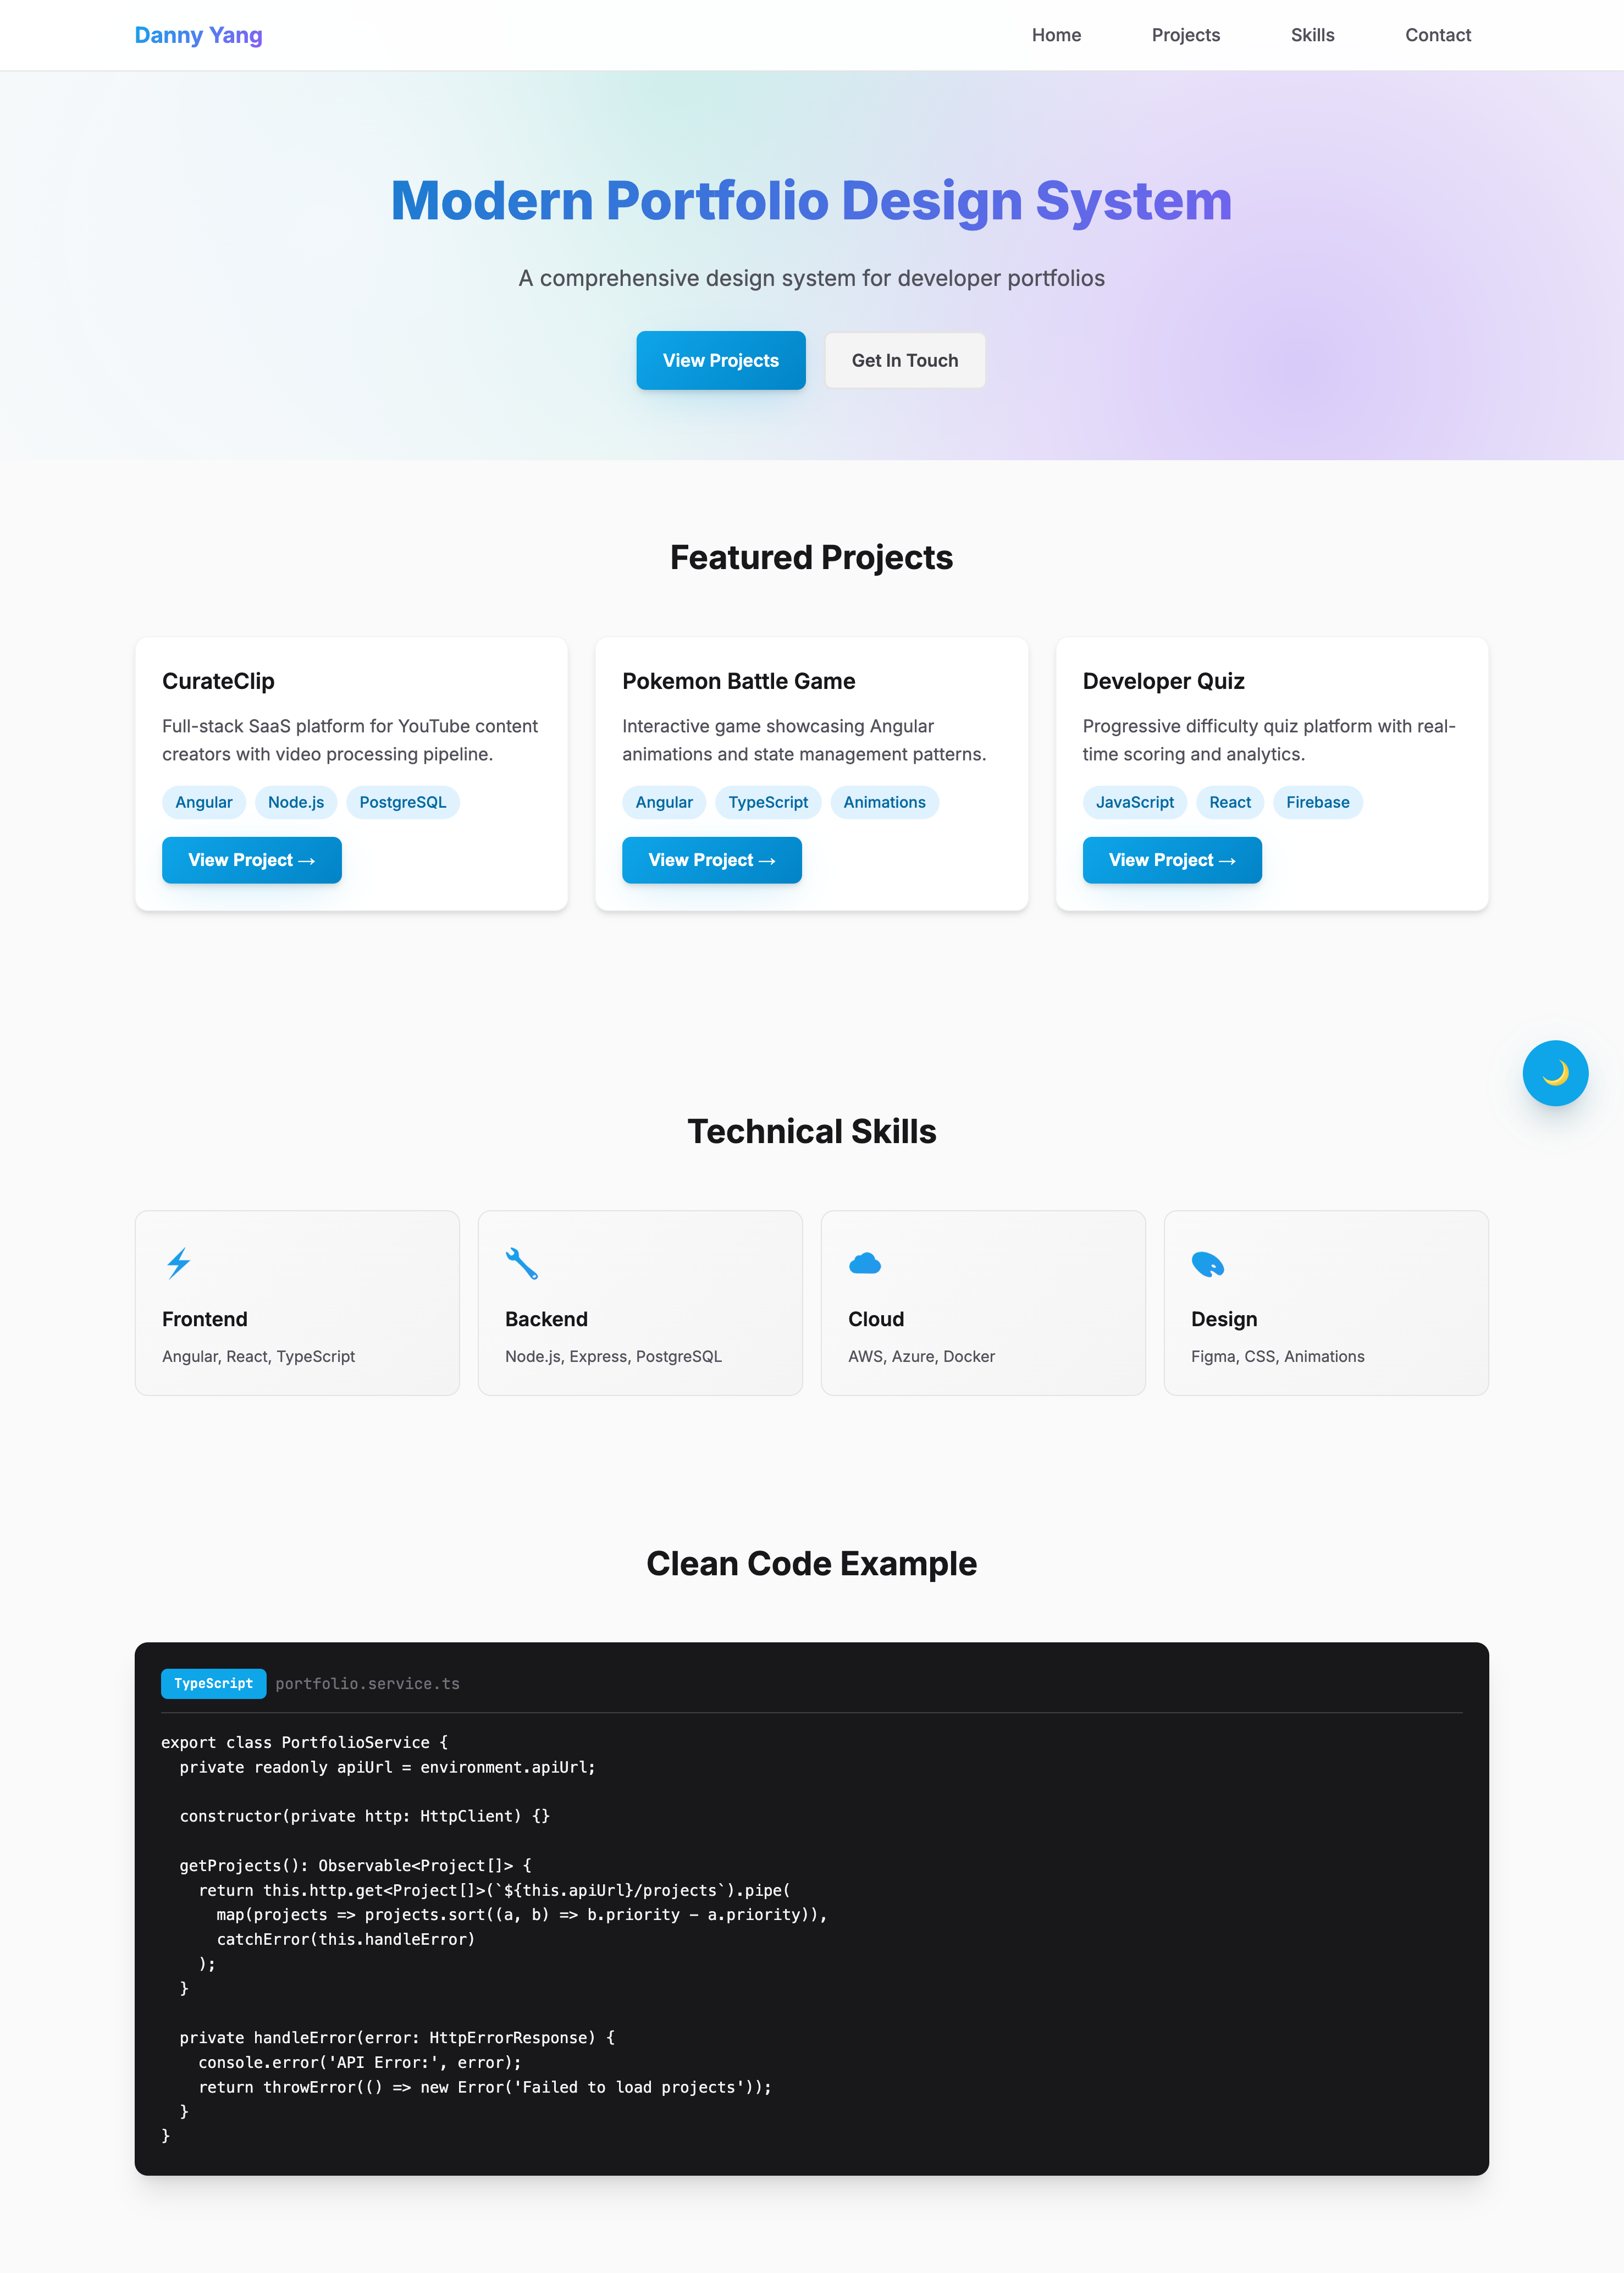 Danny Yang
Home Projects Skills Contact
Modern Portfolio Design System
A comprehensive design system for developer portfolios
View Projects Get In Touch
Featured Projects
CurateClip
Full-stack SaaS platform for YouTube content
creators with video processing pipeline.
Angular Node.js PostgreSQL
View Project →
Pokemon Battle Game
Interactive game showcasing Angular
animations and state management patterns.
Angular TypeScript Animations
View Project →
Developer Quiz
Progressive difficulty quiz platform with real-
time scoring and analytics.
JavaScript React Firebase
View Project →
Technical Skills
Frontend
Angular, React, TypeScript
Backend
Node.js, Express, PostgreSQL
Cloud
AWS, Azure, Docker
Design
Figma, CSS, Animations
Clean Code Example
TypeScript portfolio.service.ts
export class PortfolioService {
  private readonly apiUrl = environment.apiUrl;
  constructor(private http: HttpClient) {}
  getProjects(): Observable<Project[]> {
    return this.http.get<Project[]>(`${this.apiUrl}/projects`).pipe(
      map(projects => projects.sort((a, b) => b.priority - a.priority)),
      catchError(this.handleError)
    );
  }
  private handleError(error: HttpErrorResponse) {
    console.error('API Error:', error);
    return throwError(() => new Error('Failed to load projects'));
  }
}